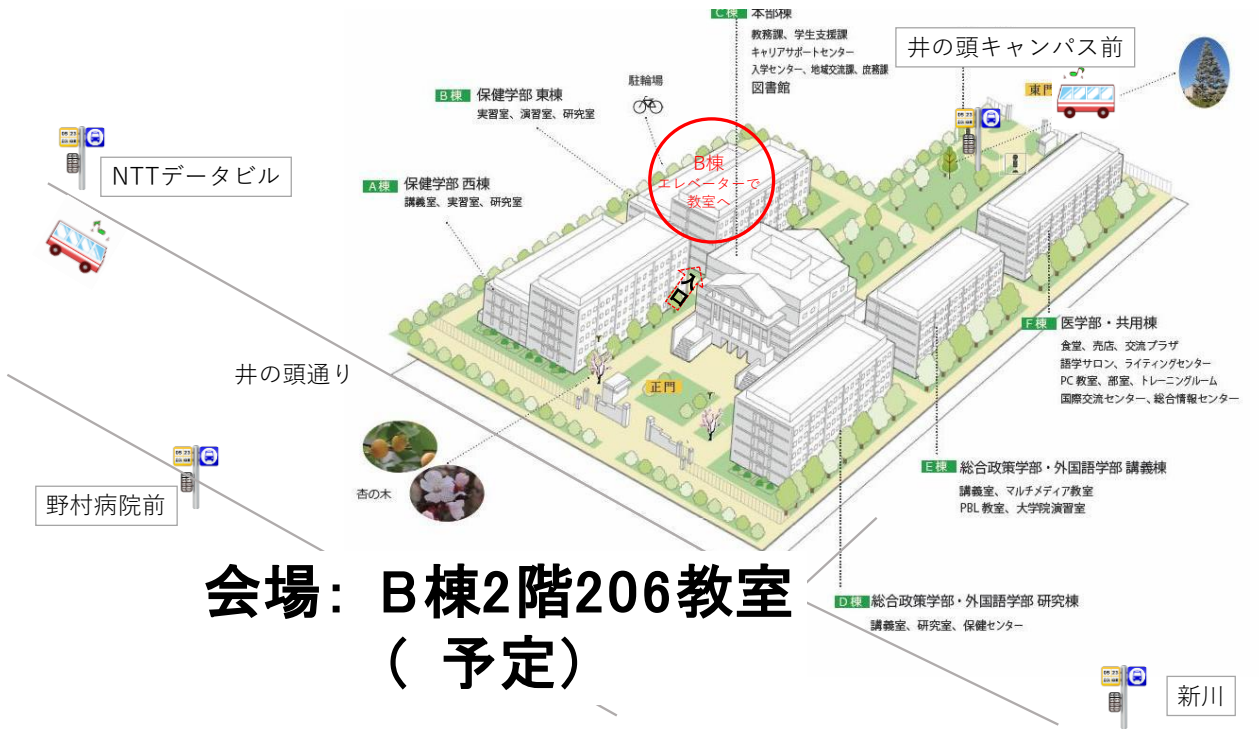 C棟 本部棟
教務課、学生支援課
キャリアサポートセンター
入学センター、地域交流課、庶務課
図書館
井の頭キャンパス前
東門
駐輪場
B棟 保健学部 東棟
実習室、演習室、研究室
NTTデータビル
A棟 保健学部 西棟
講義室、実習室、研究室
B棟
エレベーターで
教室へ
入口
F棟 医学部・共用棟
食堂、売店、交流プラザ
語学サロン、ライティングセンター
PC教室、部室、トレーニングルーム
国際交流センター、総合情報センター
井の頭通り
正門
杏の木
野村病院前
E棟 総合政策学部・外国語学部 講義棟
講義室、マルチメディア教室
PBL教室、大学院演習室
会場: B棟2階206教室
( 予定)
D棟 総合政策学部・外国語学部 研究棟
講義室、研究室、保健センター
新川